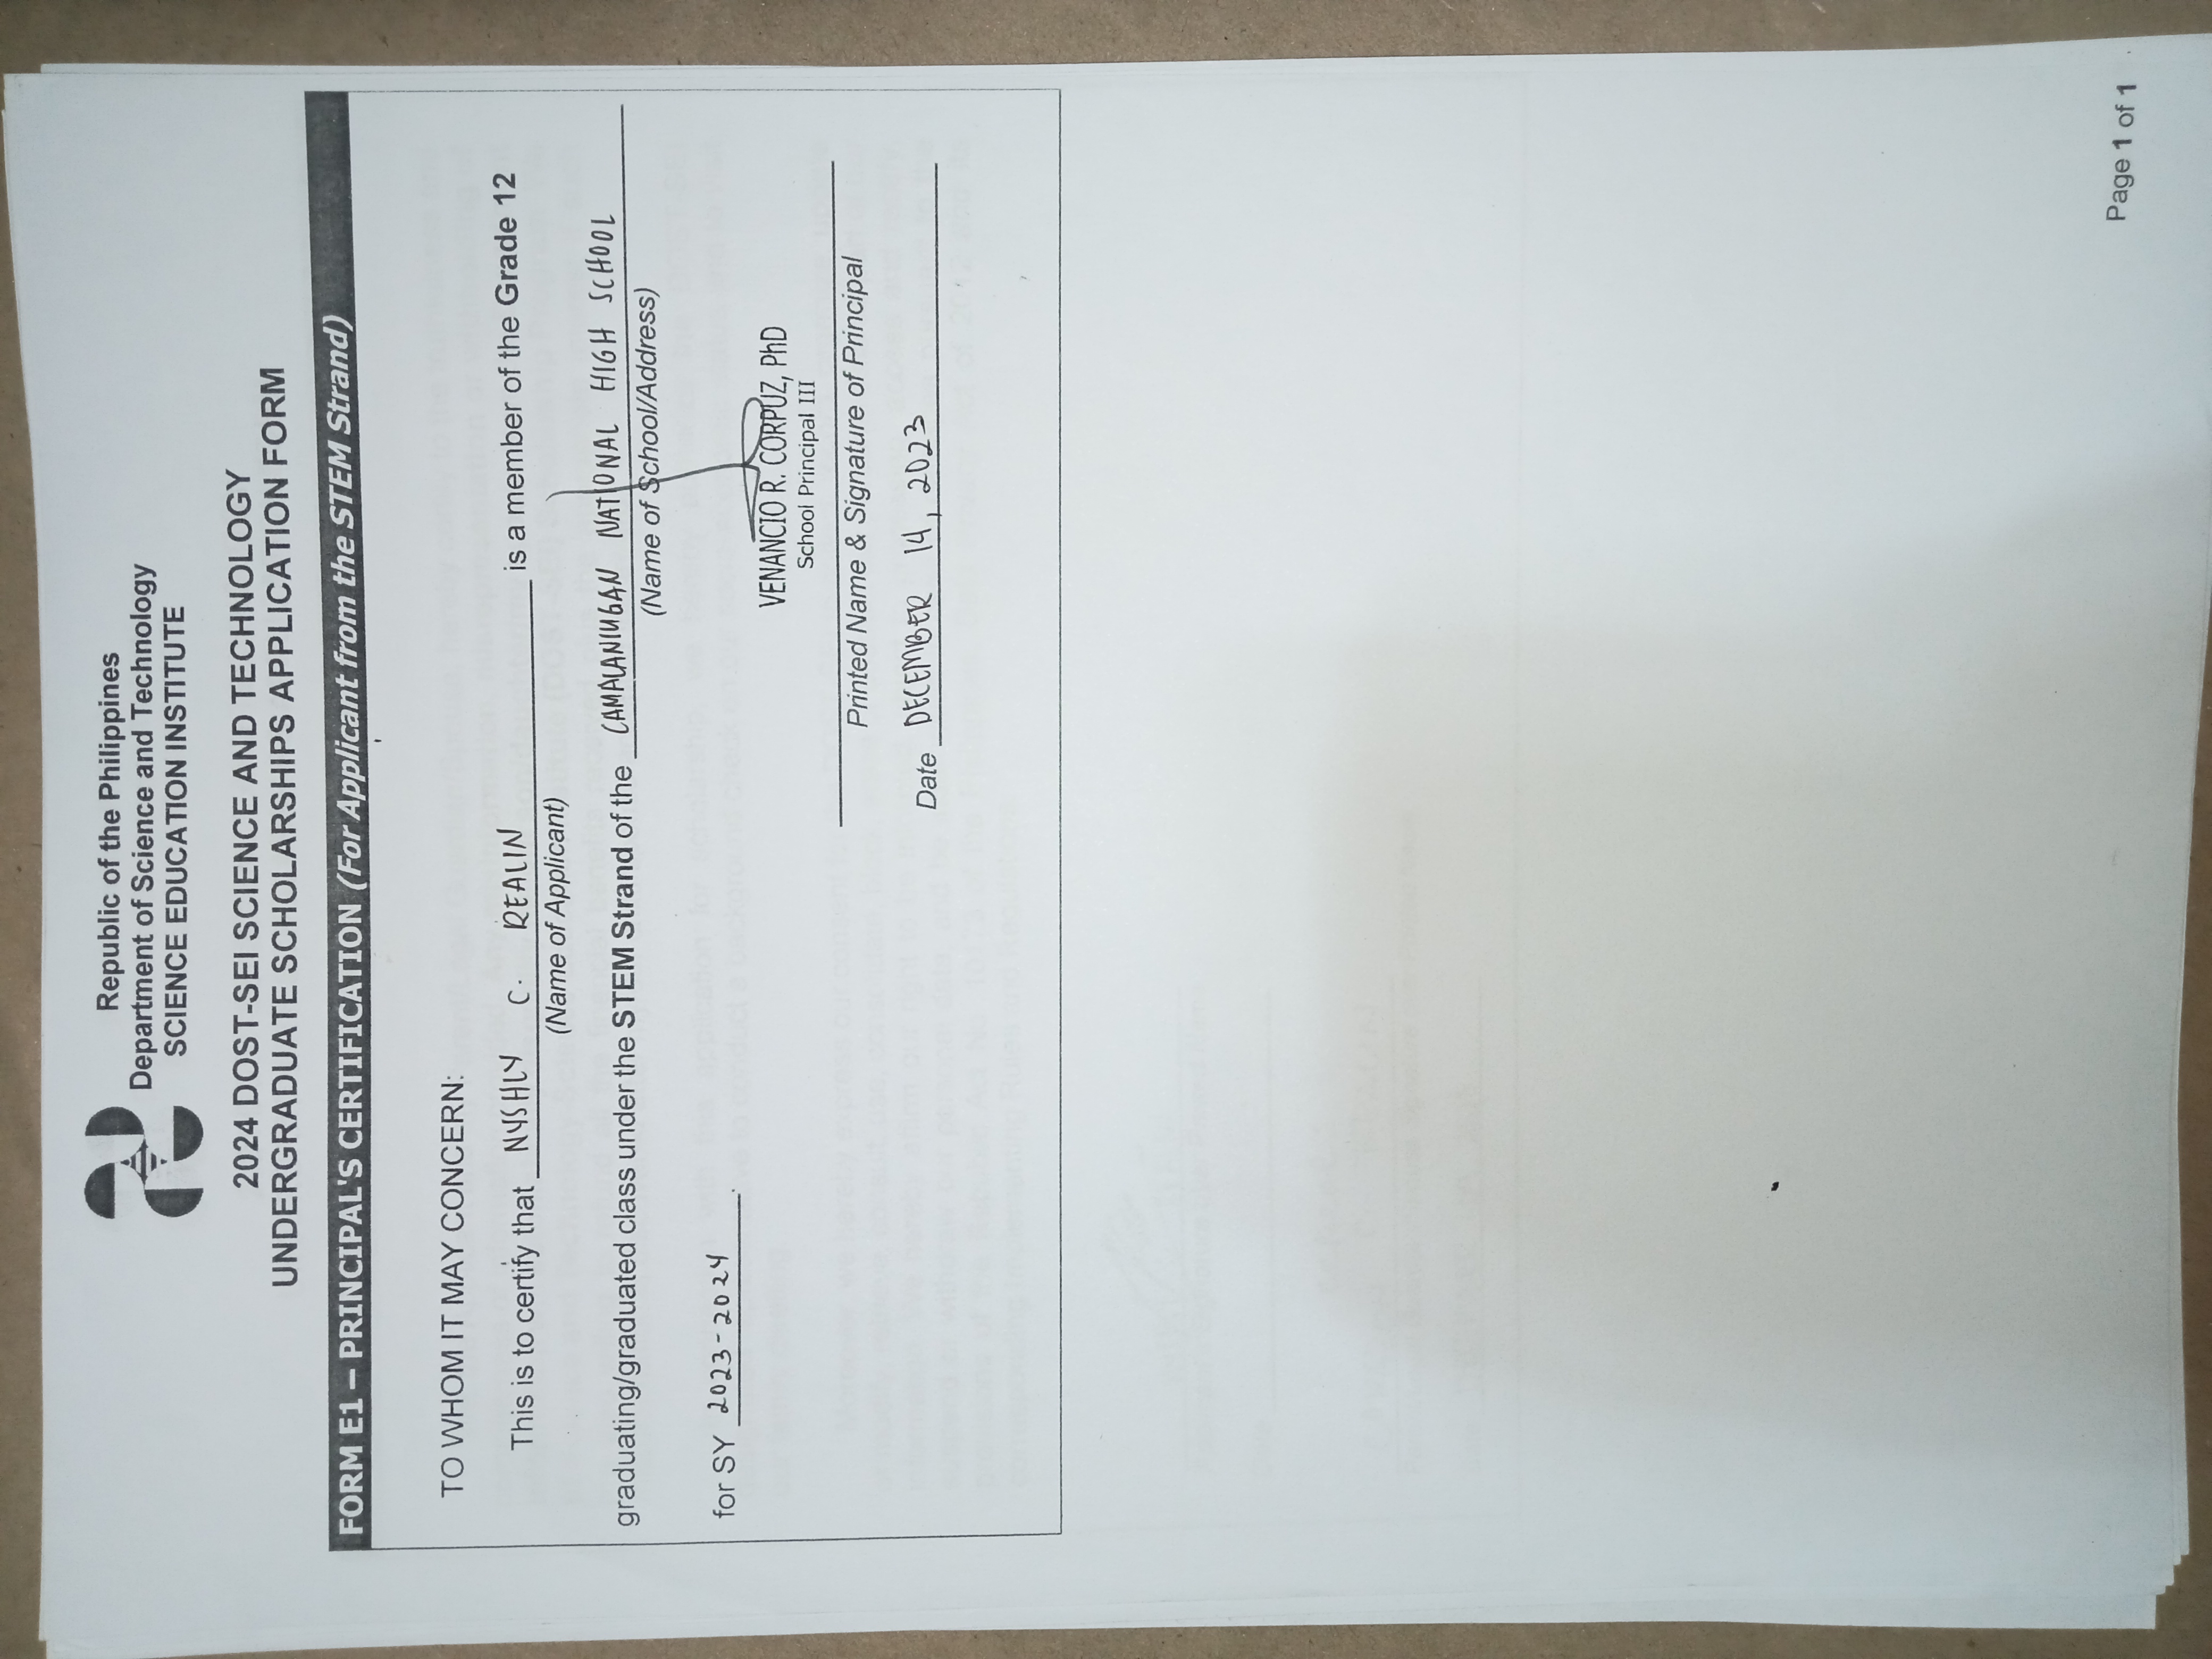 Republic of the Philippines
Department of Science and Technology
SCIENCE EDUCATION INSTITUTE
2024 DOST-SEI SCIENCE AND TECHNOLOGY
UNDERGRADUATE SCHOLARSHIPS APPLICATION FORM
FORM E1 – PRINCIPAL'S CERTIFICATION (For Applicant from the STEM Strand)
TO WHOM IT MAY CONCERN:
This is to certify that NYSHLY C. REALIN is a member of the Grade 12
(Name of Applicant)
graduating/graduated class under the STEM Strand of the CAMALANIUGAN NATIONAL HIGH SCHOOL
(Name of School/Address)
for SY 2023-2024.
VENANCIO R. CORPUZ, PhD
School Principal III
Printed Name & Signature of Principal
Date DECEMBER 14, 2023
Page 1 of 1